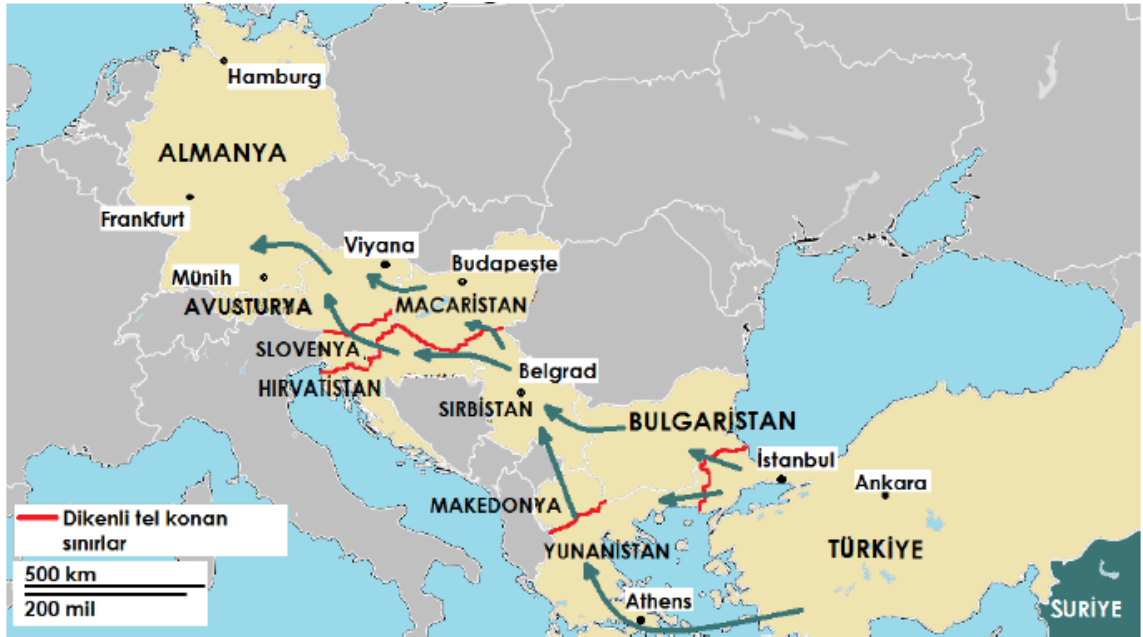 Hamburg
ALMANYA
Frankfurt
Viyana
Budapeşte
Münih
AVUSTURYA
MACARİSTAN
SLOVENYA
HIRVATİSTAN
Belgrad
SIRBİSTAN
BULGARİSTAN
İstanbul
Ankara
MAKEDONYA
YUNANİSTAN
TÜRKİYE
Athens
SURİYE
Dikenli tel konan
sınırlar
500 km
200 mil